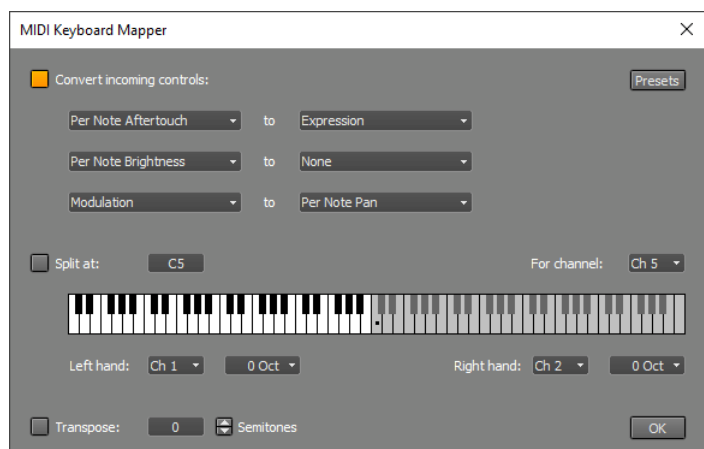 MIDI Keyboard Mapper
Convert incoming controls: Presets
Per Note Aftertouch to Expression
Per Note Brightness to None
Modulation to Per Note Pan
Split at: C5 For channel: Ch 5
Left hand: Ch 1 0 Oct Right hand: Ch 2 0 Oct
Transpose: 0 Semitones OK